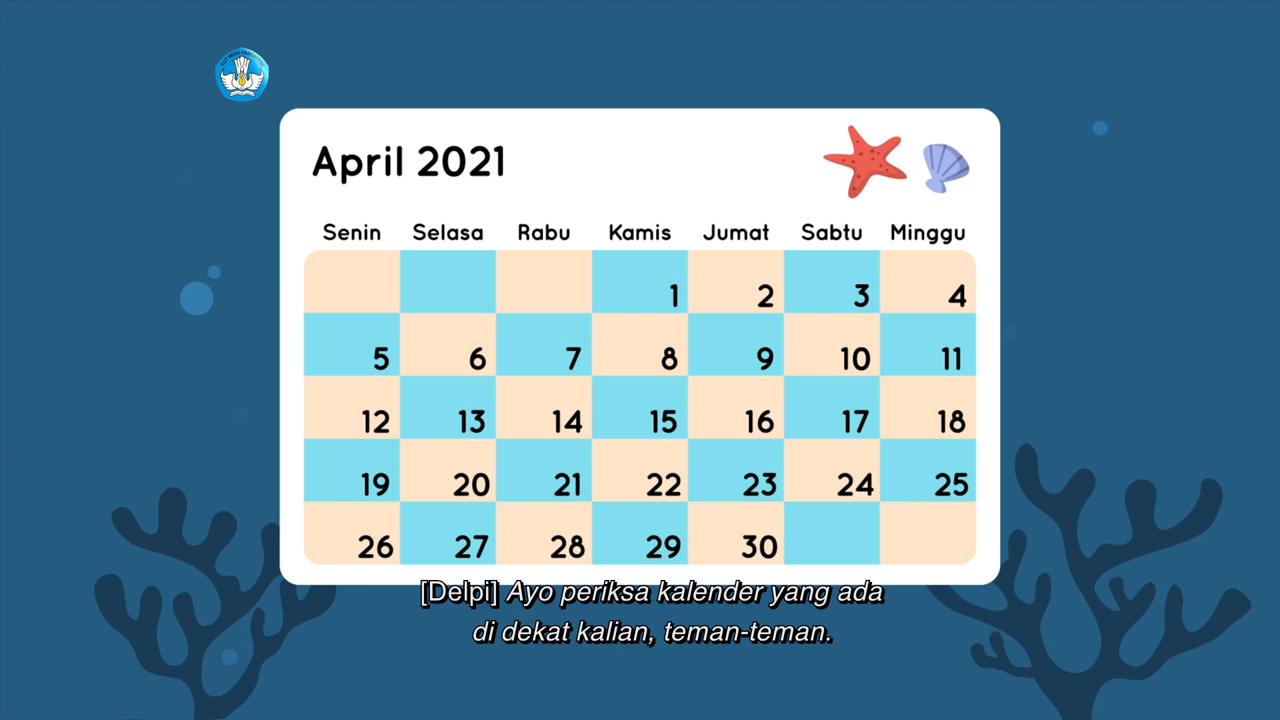 April 2021
Senin Selasa Rabu Kamis Jumat Sabtu Minggu
1 2 3 4
5 6 7 8 9 10 11
12 13 14 15 16 17 18
19 20 21 22 23 24 25
26 27 28 29 30
[Delpi] Ayo periksa kalender yang ada
di dekat kalian, teman-teman.